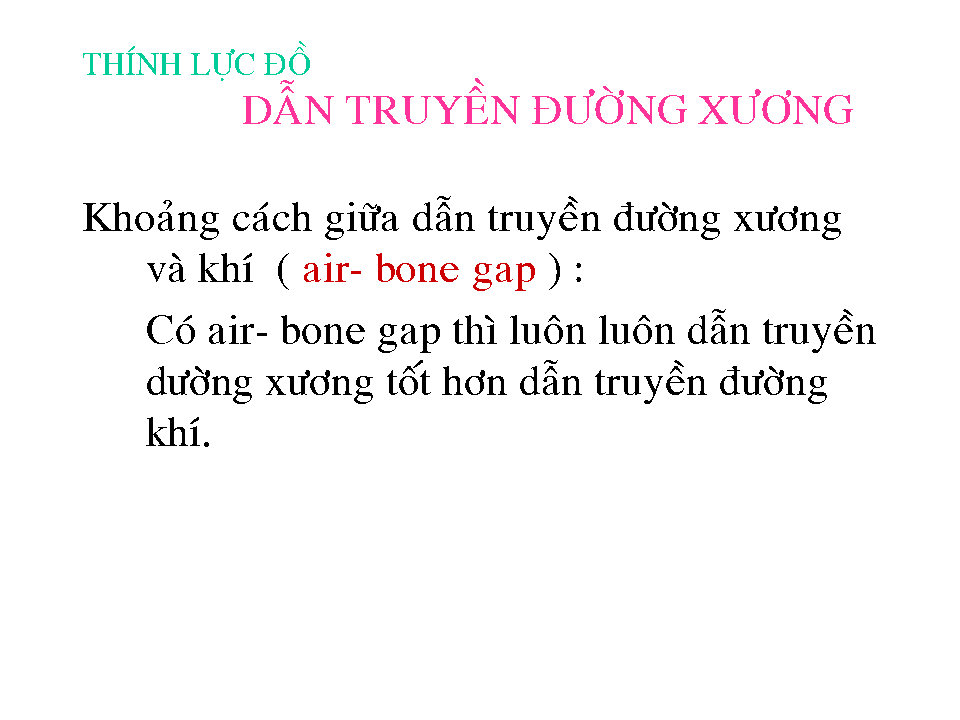 THÍNH LỰC ĐỒ
DẪN TRUYỀN ĐƯỜNG XƯƠNG
Khoảng cách giữa dẫn truyền đường xương
và khí ( air- bone gap ) :
Có air- bone gap thì luôn luôn dẫn truyền
dường xương tốt hơn dẫn truyền đường
khí.